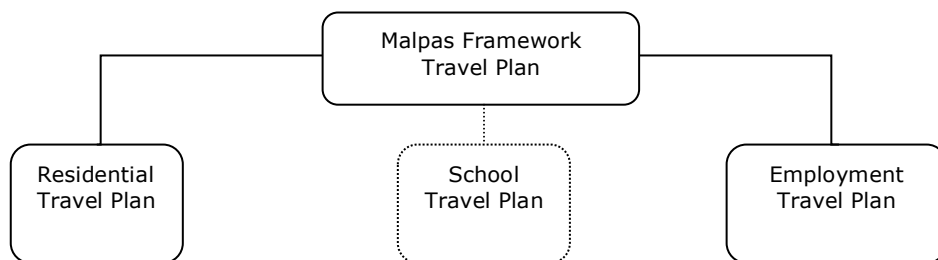 Malpas Framework
Travel Plan
Residential
Travel Plan
School
Travel Plan
Employment
Travel Plan